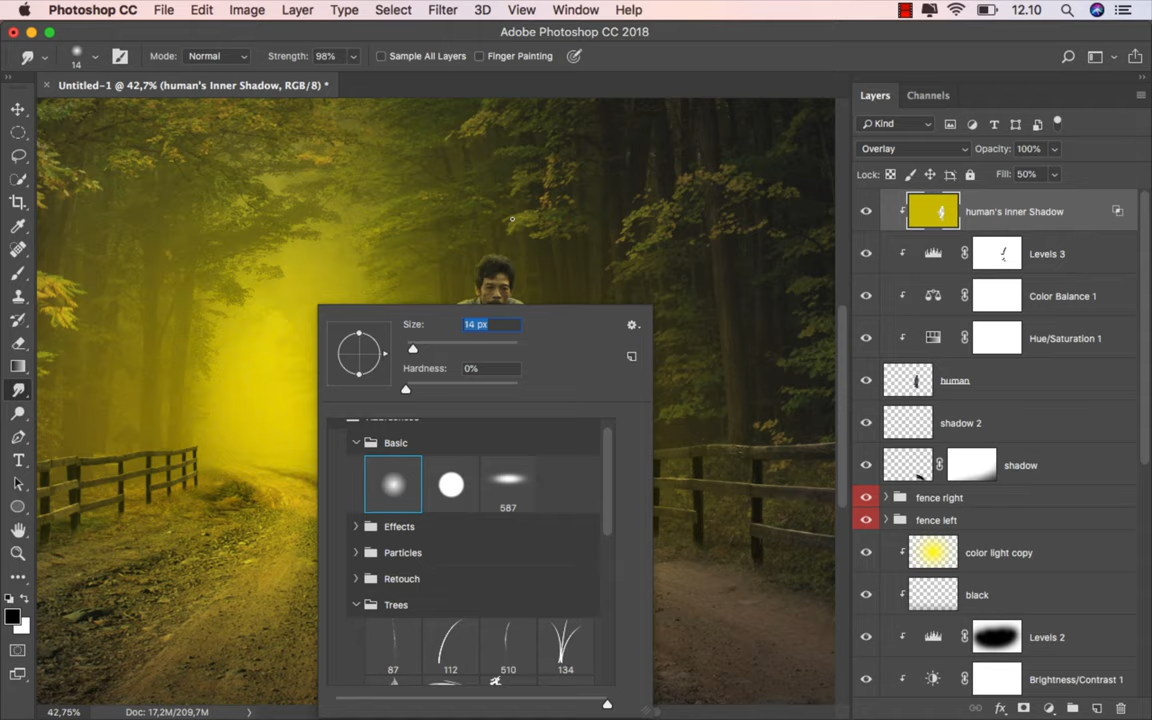 Photoshop CC File Edit Image Layer Type Select Filter 3D View Window Help 12.10
Adobe Photoshop CC 2018
14 Mode: Normal Strength: 98% Sample All Layers Finger Painting
Untitled-1 @ 42,7% (human's Inner Shadow, RGB/8) *
Layers Channels
Kind
Overlay Opacity: 100%
Lock: Fill: 50%
human's Inner Shadow
Levels 3
Color Balance 1
Hue/Saturation 1
human
shadow 2
shadow
fence right
fence left
color light copy
black
Levels 2
Brightness/Contrast 1
Size: 14 px
Hardness: 0%
Basic
587
Effects
Particles
Retouch
Trees
87 112 510 134
42,75% Doc: 17,2M/209,7M